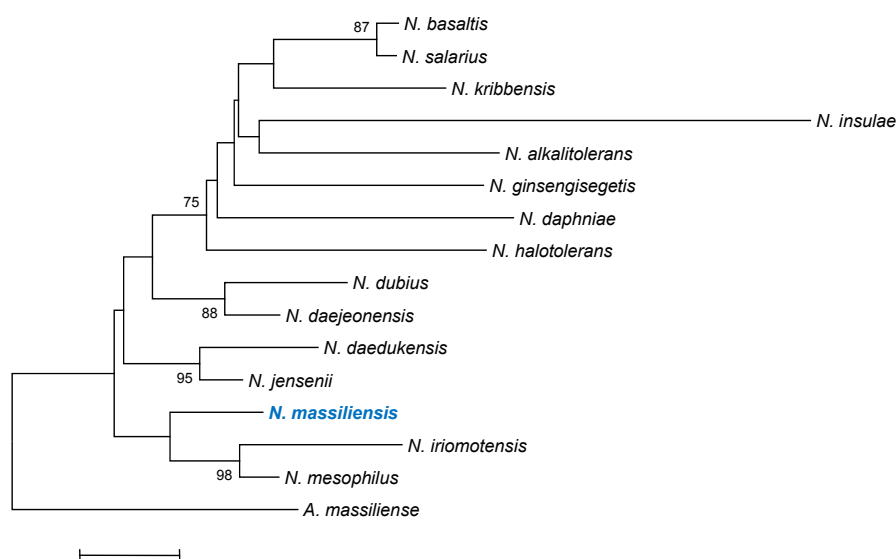 87
N. basaltis
N. salarius
N. kribbensis
N. insulae
N. alkalitolerans
N. ginsengisegetis
75
N. daphniae
N. halotolerans
N. dubius
88
N. daejeonensis
N. daedukensis
95
N. jensenii
N. massiliensis
N. iriomotensis
98
N. mesophilus
A. massiliense